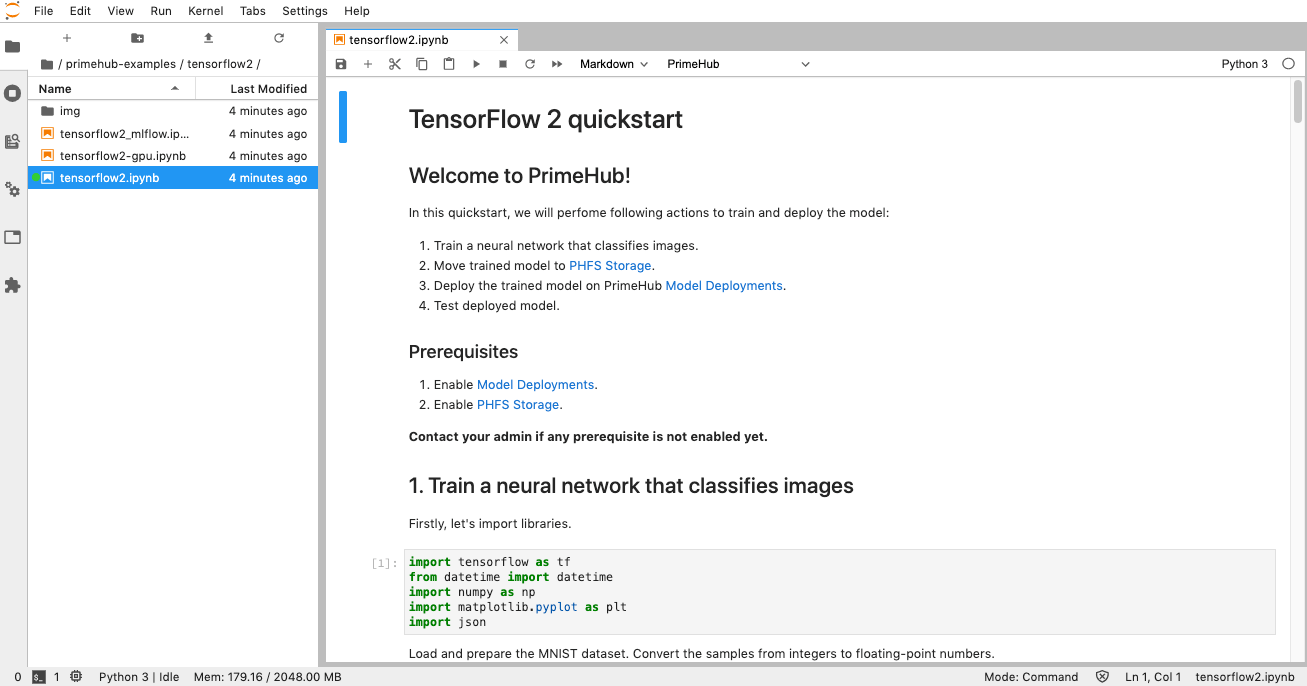 File Edit View Run Kernel Tabs Settings Help
/ primehub-examples / tensorflow2 /
Name Last Modified
img 4 minutes ago
tensorflow2_mlflow.ip... 4 minutes ago
tensorflow2-gpu.ipynb 4 minutes ago
tensorflow2.ipynb 4 minutes ago
tensorflow2.ipynb
Markdown PrimeHub Python 3
TensorFlow 2 quickstart
Welcome to PrimeHub!
In this quickstart, we will perfome following actions to train and deploy the model:
1. Train a neural network that classifies images.
2. Move trained model to PHFS Storage.
3. Deploy the trained model on PrimeHub Model Deployments.
4. Test deployed model.
Prerequisites
1. Enable Model Deployments.
2. Enable PHFS Storage.
Contact your admin if any prerequisite is not enabled yet.
1. Train a neural network that classifies images
Firstly, let's import libraries.
[1]: import tensorflow as tf
from datetime import datetime
import numpy as np
import matplotlib.pyplot as plt
import json
Load and prepare the MNIST dataset. Convert the samples from integers to floating-point numbers.
0 1 Python 3 | Idle Mem: 179.16 / 2048.00 MB Mode: Command Ln 1, Col 1 tensorflow2.ipynb